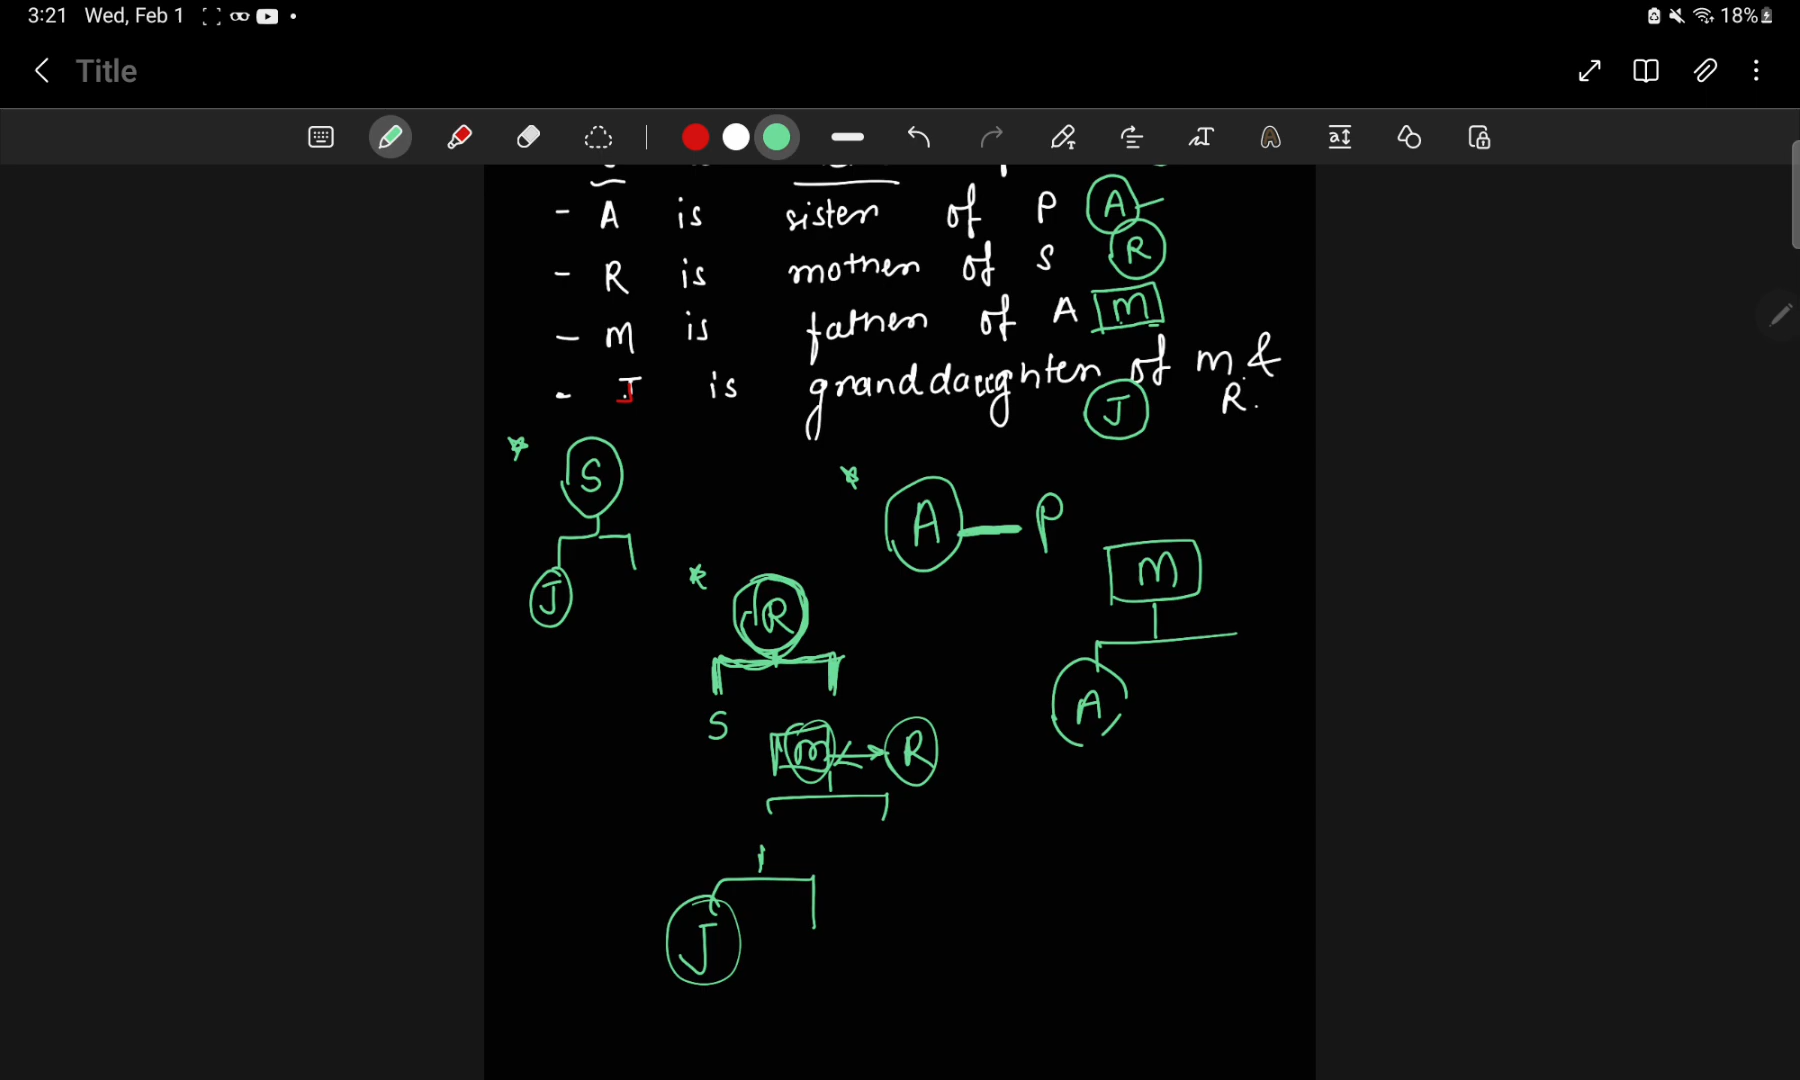 3:21 Wed, Feb 1
18%
Title
- A is sister of P A
R
- R is mother of S
- M is father of A M
- J is granddaughter of M &
R.
J
S
J
A P
M
R
A
S
M R
J